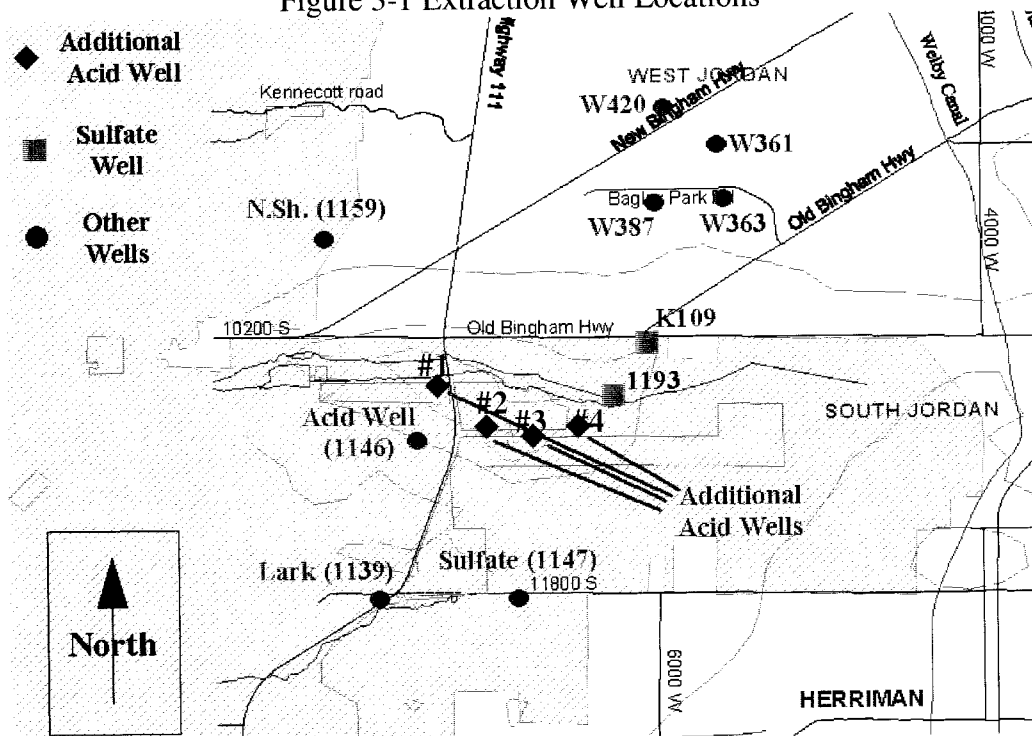 Figure 3-1 Extraction Well Locations
Additional
Acid Well
Sulfate
Well
Other
Wells
Kennecott road
Highway 111
WEST JORDAN
W420
New Bingham Hwy
W361
Welby Canal
4000 W
N.Sh. (1159)
Bagley Park
W387
W363
Old Bingham Hwy
4000 W
10200 S
Old Bingham Hwy
K109
#1
1193
#2
#3
#4
SOUTH JORDAN
Acid Well
(1146)
Additional
Acid Wells
Lark (1139)
Sulfate (1147)
11800 S
North
6000 W
HERRIMAN